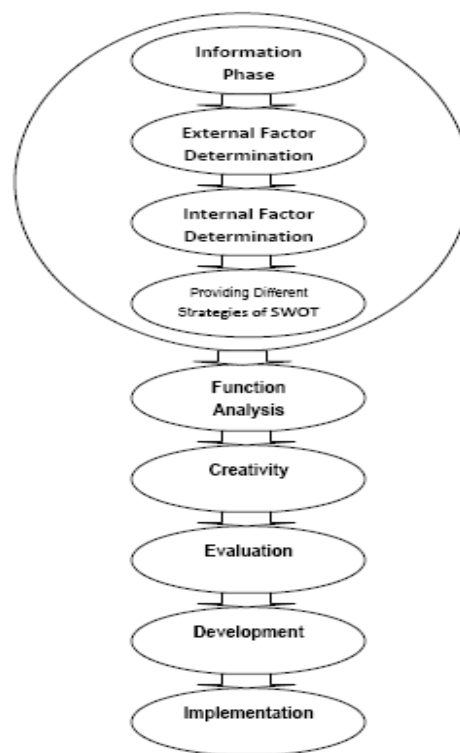 Information
Phase
External Factor
Determination
Internal Factor
Determination
Providing Different
Strategies of SWOT
Function
Analysis
Creativity
Evaluation
Development
Implementation